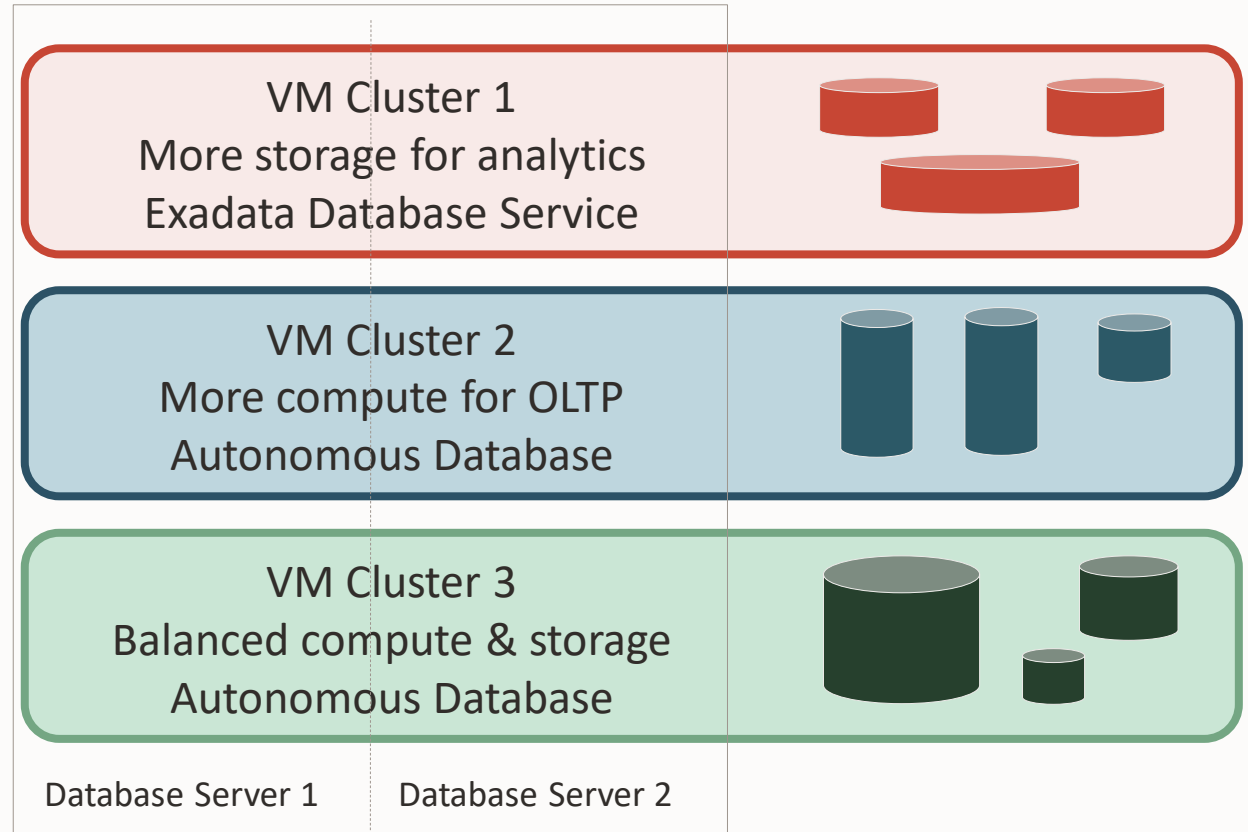 VM Cluster 1
More storage for analytics
Exadata Database Service
VM Cluster 2
More compute for OLTP
Autonomous Database
VM Cluster 3
Balanced compute & storage
Autonomous Database
Database Server 1
Database Server 2